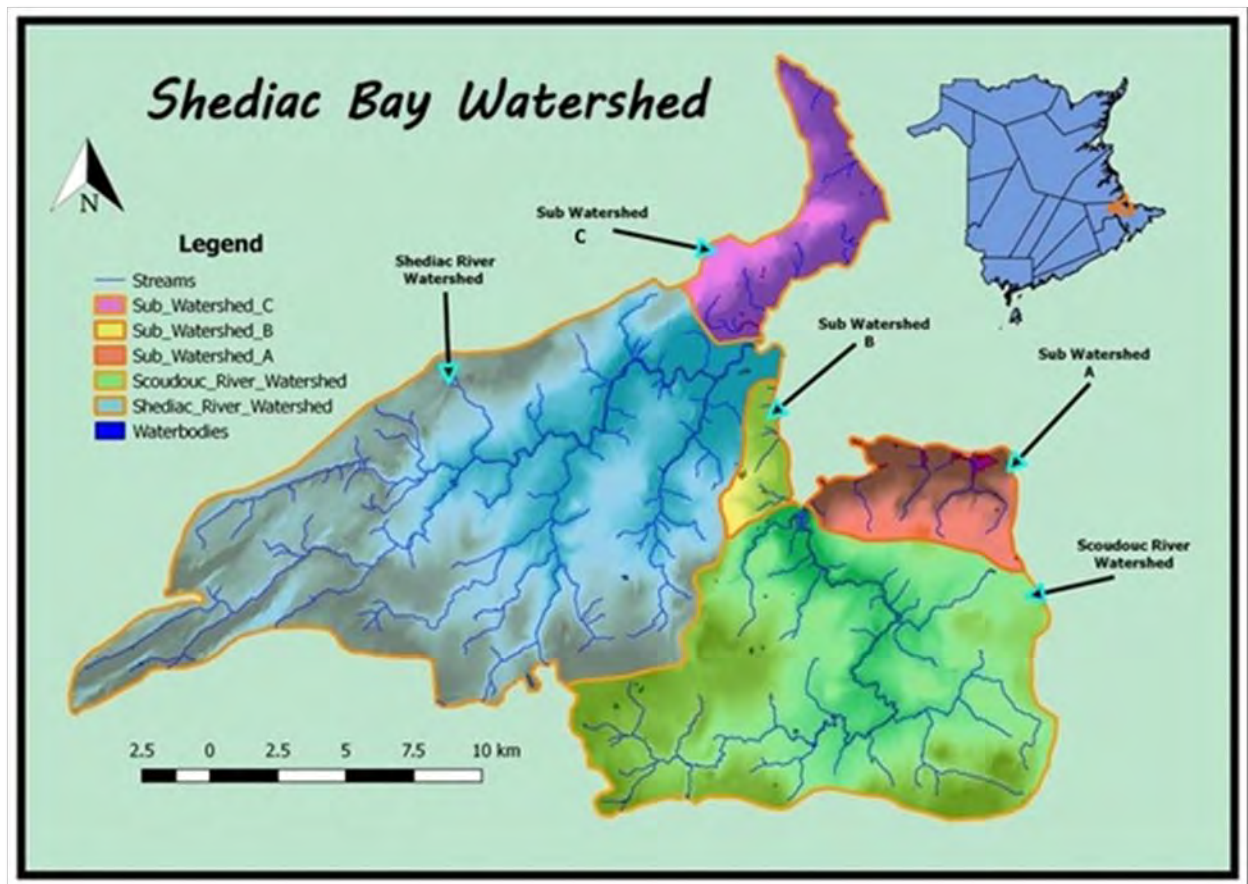 Shediac Bay Watershed
N
Legend
Streams
Sub_Watershed_C
Sub_Watershed_B
Sub_Watershed_A
Scoudouc_River_Watershed
Shediac_River_Watershed
Waterbodies
Sub Watershed
C
Shediac River
Watershed
Sub Watershed
B
Sub Watershed
A
Scoudouc River
Watershed
2.5 0 2.5 5 7.5 10 km